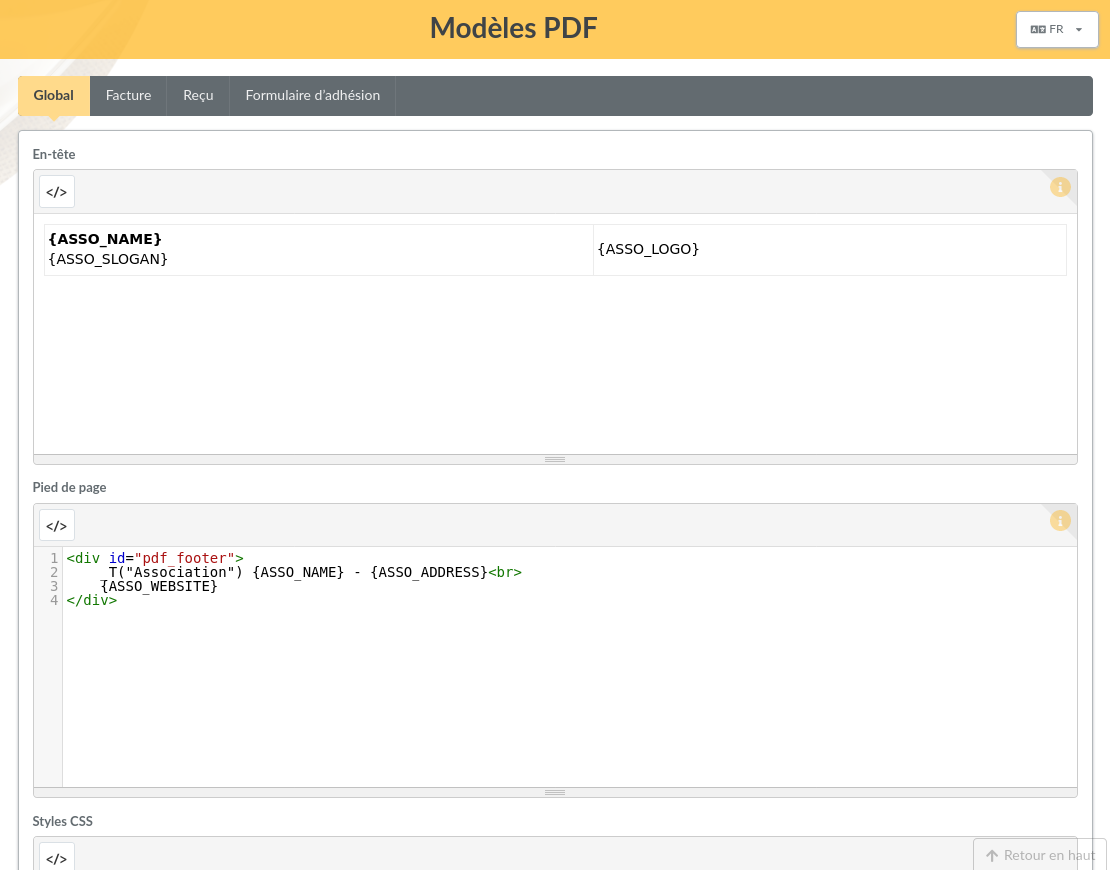 Modèles PDF
FR
Global
Facture
Reçu
Formulaire d'adhésion
En-tête
</>
{ASSO_NAME}
{ASSO_SLOGAN}
{ASSO_LOGO}
Pied de page
</>
1 <div id="pdf_footer">
2 T("Association") {ASSO_NAME} - {ASSO_ADDRESS}<br>
3 {ASSO_WEBSITE}
4 </div>
Styles CSS
</>
Retour en haut